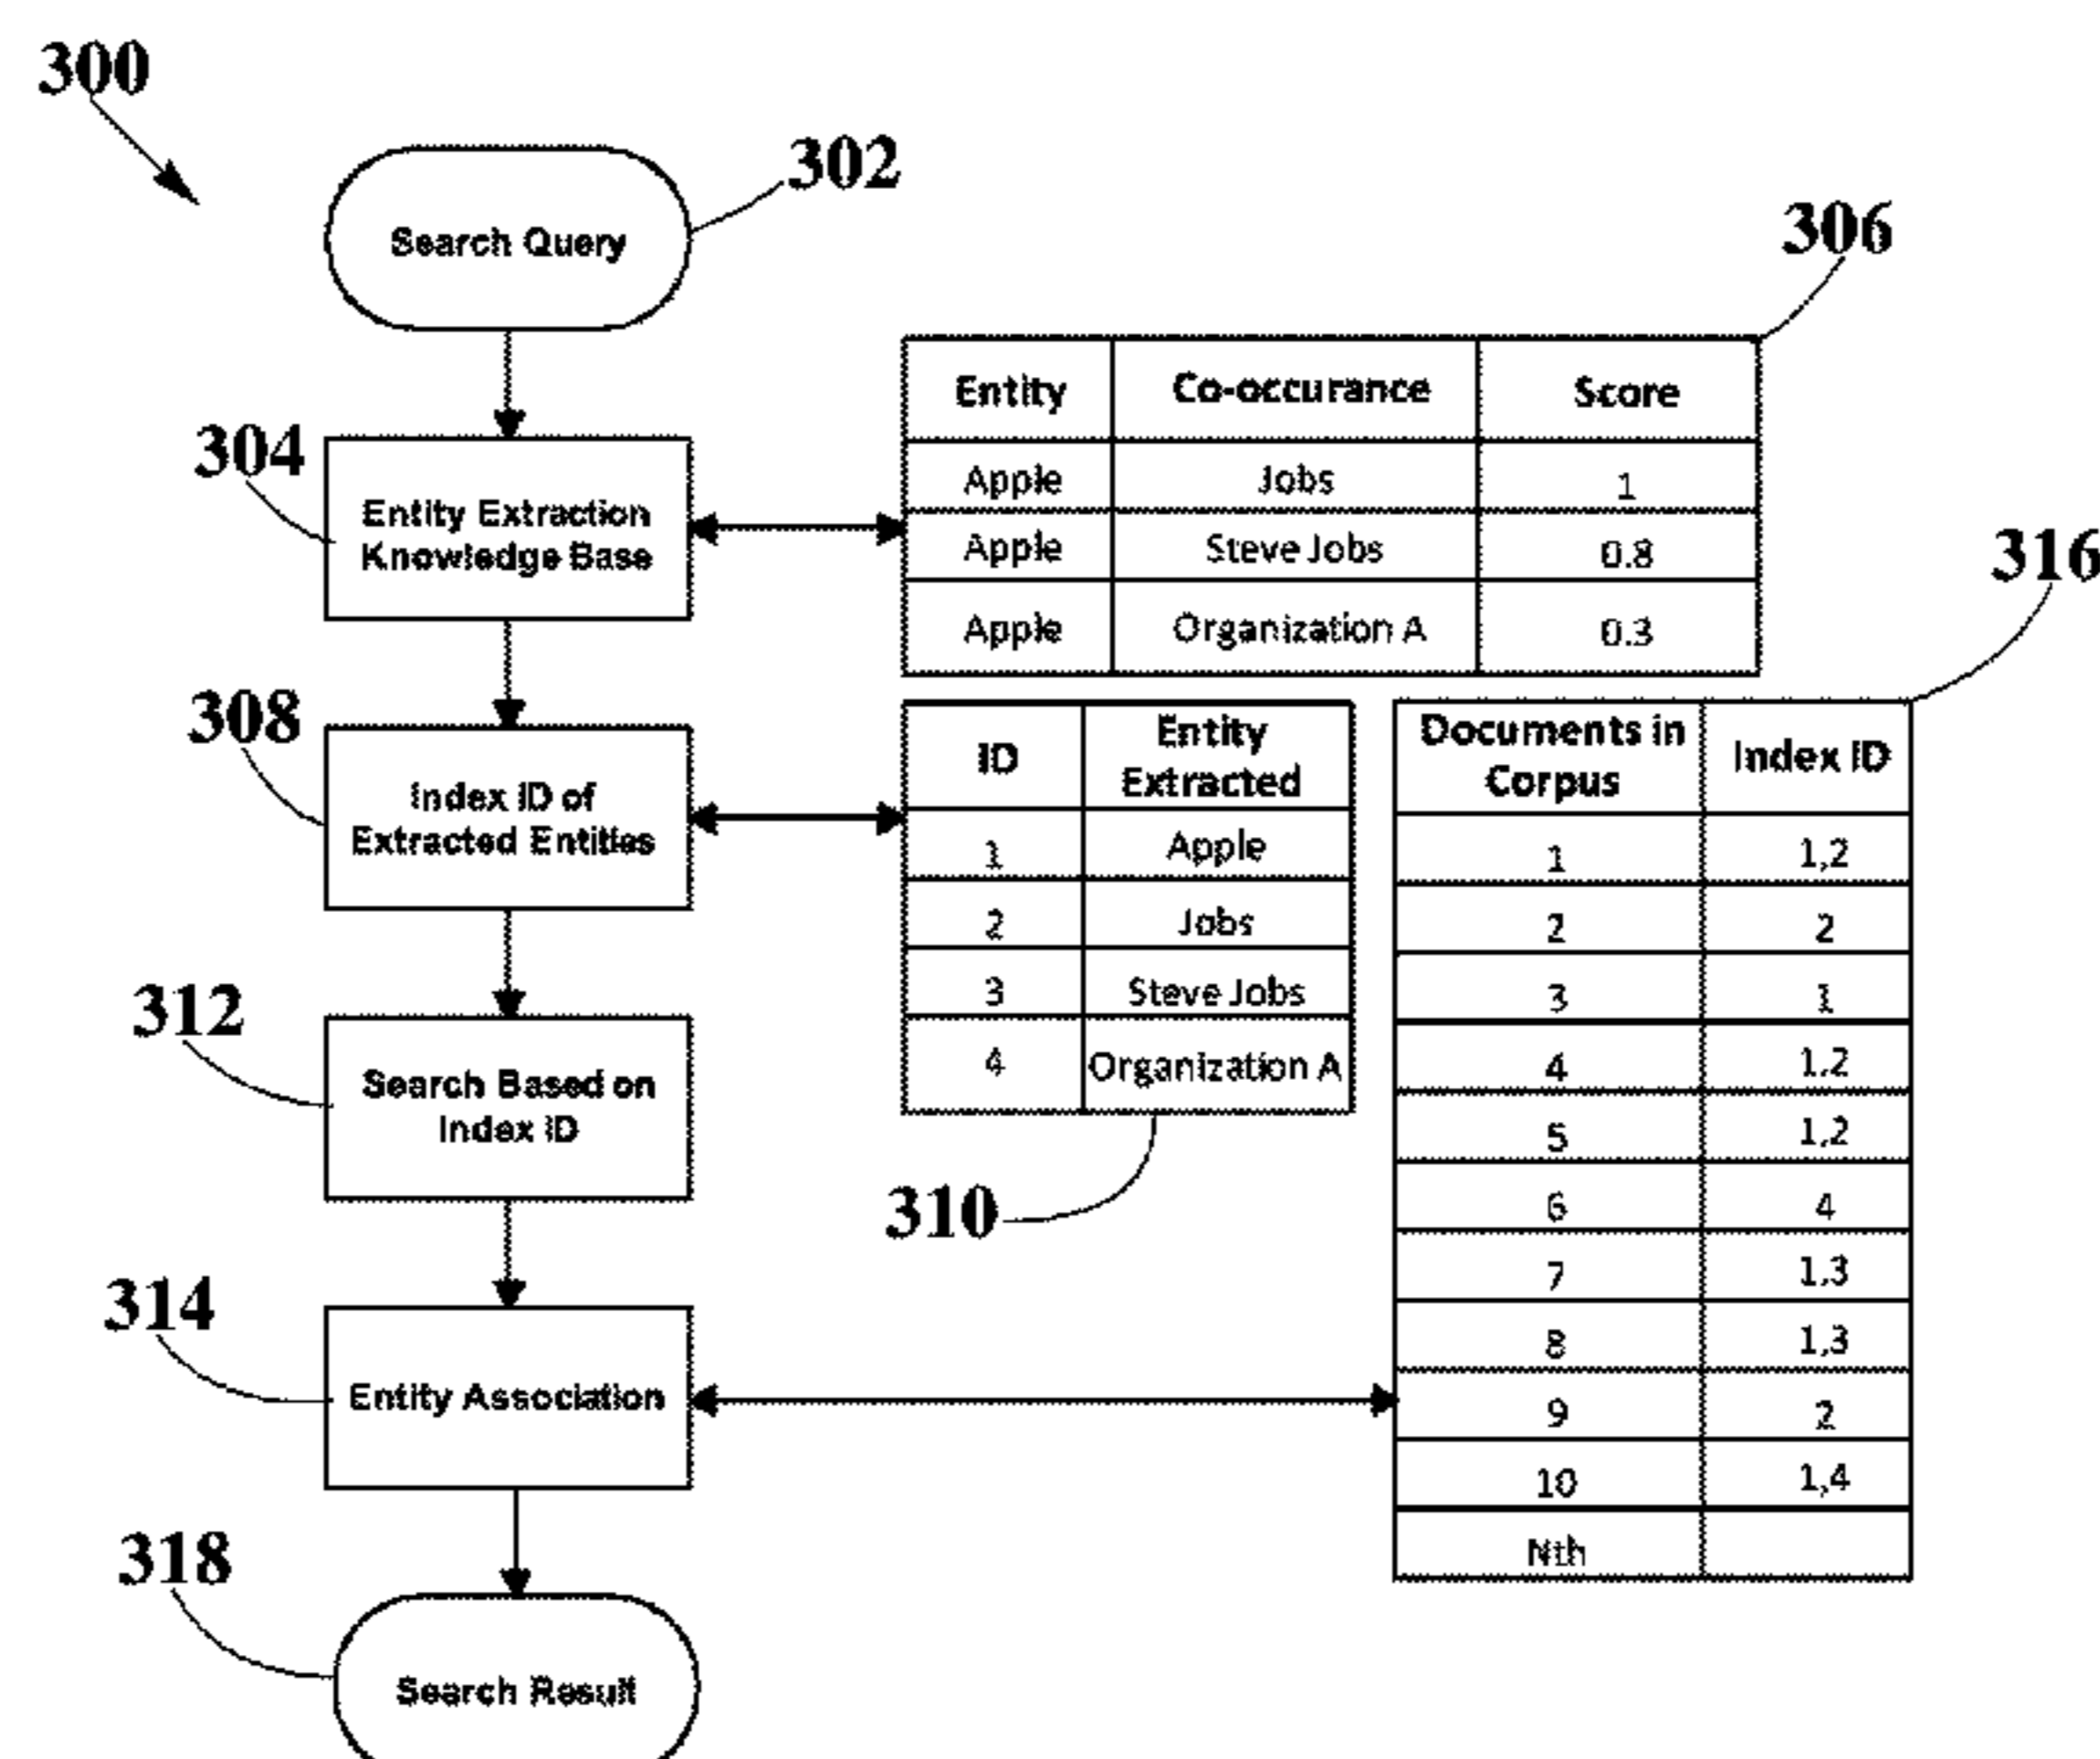 300
302
Search Query
306
Entity Co-occurance Score
Apple Jobs 1
Apple Steve Jobs 0.8
Apple Organization A 0.3
304
Entity Extraction
Knowledge Base
316
308
Index ID of
Extracted Entities
ID Entity
Extracted
1 Apple
2 Jobs
3 Steve Jobs
4 Organization A
310
Documents in
Corpus Index ID
1 1,2
2 2
3 1
4 1,2
5 1,2
6 4
7 1,3
8 1,3
9 2
10 1,4
Nth
312
Search Based on
Index ID
314
Entity Association
318
Search Result